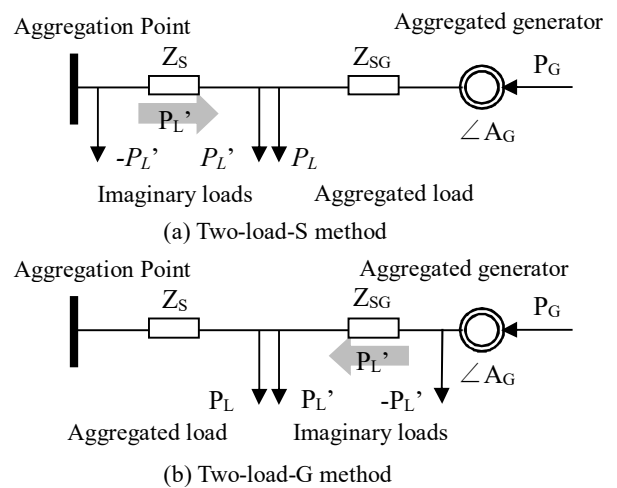 Aggregation Point
Aggregated generator
Z_S
Z_SG
P_G
P_L’
∠A_G
-P_L’
P_L’
P_L
Imaginary loads
Aggregated load
(a) Two-load-S method
Aggregation Point
Aggregated generator
Z_S
Z_SG
P_G
P_L’
∠A_G
P_L
P_L’
-P_L’
Aggregated load
Imaginary loads
(b) Two-load-G method